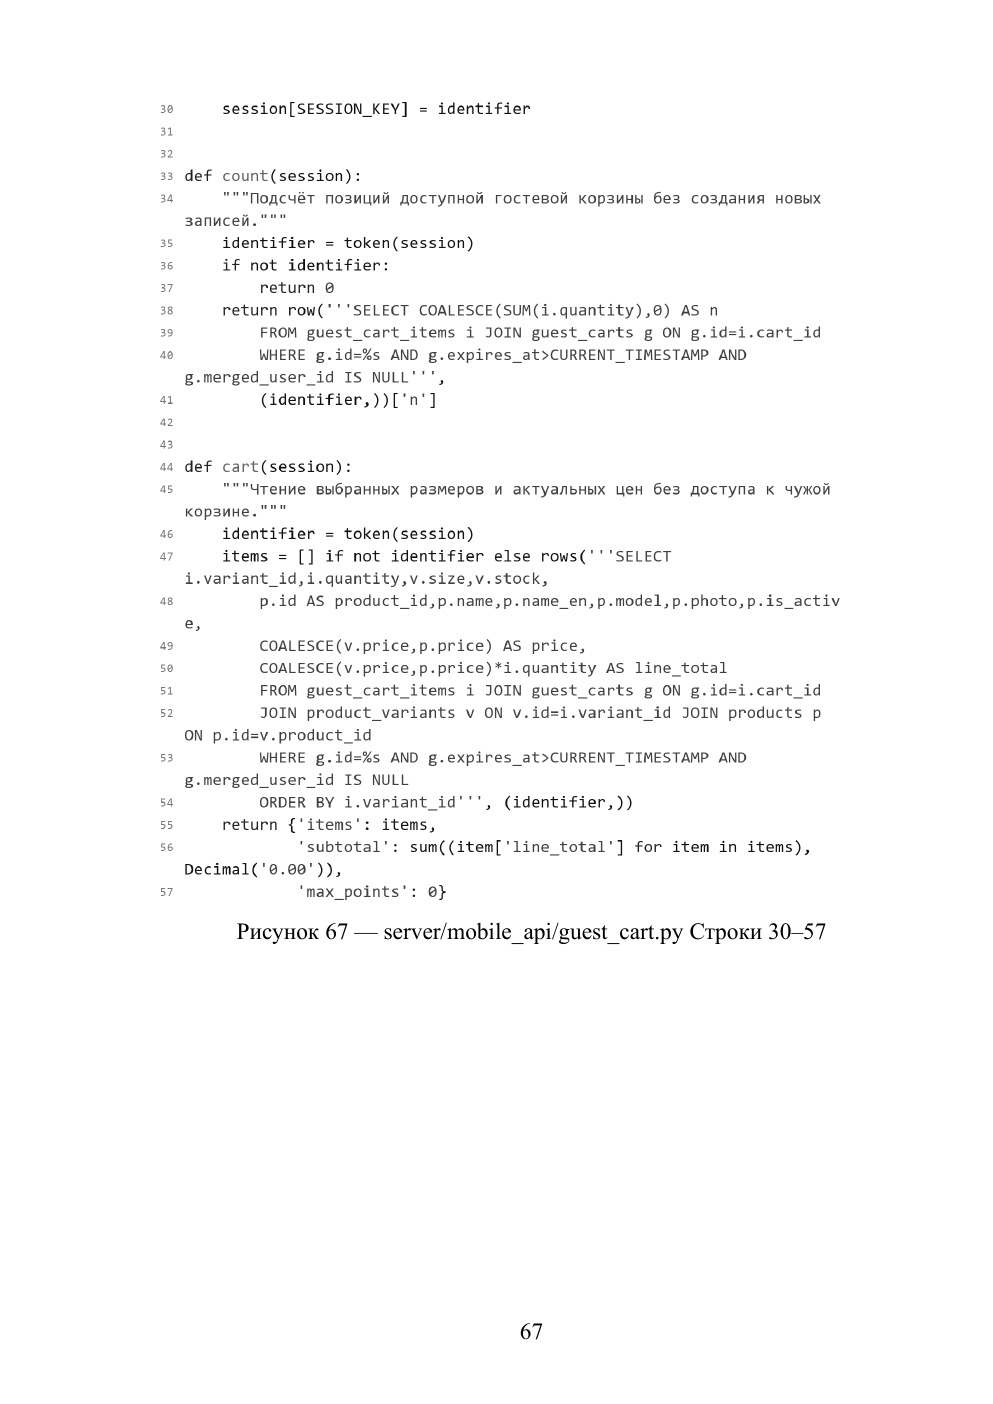 30 session[SESSION_KEY] = identifier
31
32
33 def count(session):
34 """Подсчёт позиций доступной гостевой корзины без создания новых
записей."""
35 identifier = token(session)
36 if not identifier:
37 return 0
38 return row('''SELECT COALESCE(SUM(i.quantity),0) AS n
39 FROM guest_cart_items i JOIN guest_carts g ON g.id=i.cart_id
40 WHERE g.id=%s AND g.expires_at>CURRENT_TIMESTAMP AND
g.merged_user_id IS NULL''',
41 (identifier,))['n']
42
43
44 def cart(session):
45 """Чтение выбранных размеров и актуальных цен без доступа к чужой
корзине."""
46 identifier = token(session)
47 items = [] if not identifier else rows('''SELECT
i.variant_id,i.quantity,v.size,v.stock,
48 p.id AS product_id,p.name,p.name_en,p.model,p.photo,p.is_activ
e,
49 COALESCE(v.price,p.price) AS price,
50 COALESCE(v.price,p.price)*i.quantity AS line_total
51 FROM guest_cart_items i JOIN guest_carts g ON g.id=i.cart_id
52 JOIN product_variants v ON v.id=i.variant_id JOIN products p
ON p.id=v.product_id
53 WHERE g.id=%s AND g.expires_at>CURRENT_TIMESTAMP AND
g.merged_user_id IS NULL
54 ORDER BY i.variant_id''', (identifier,))
55 return {'items': items,
56 'subtotal': sum((item['line_total'] for item in items),
Decimal('0.00')),
57 'max_points': 0}
Рисунок 67 — server/mobile_api/guest_cart.py Строки 30–57
67